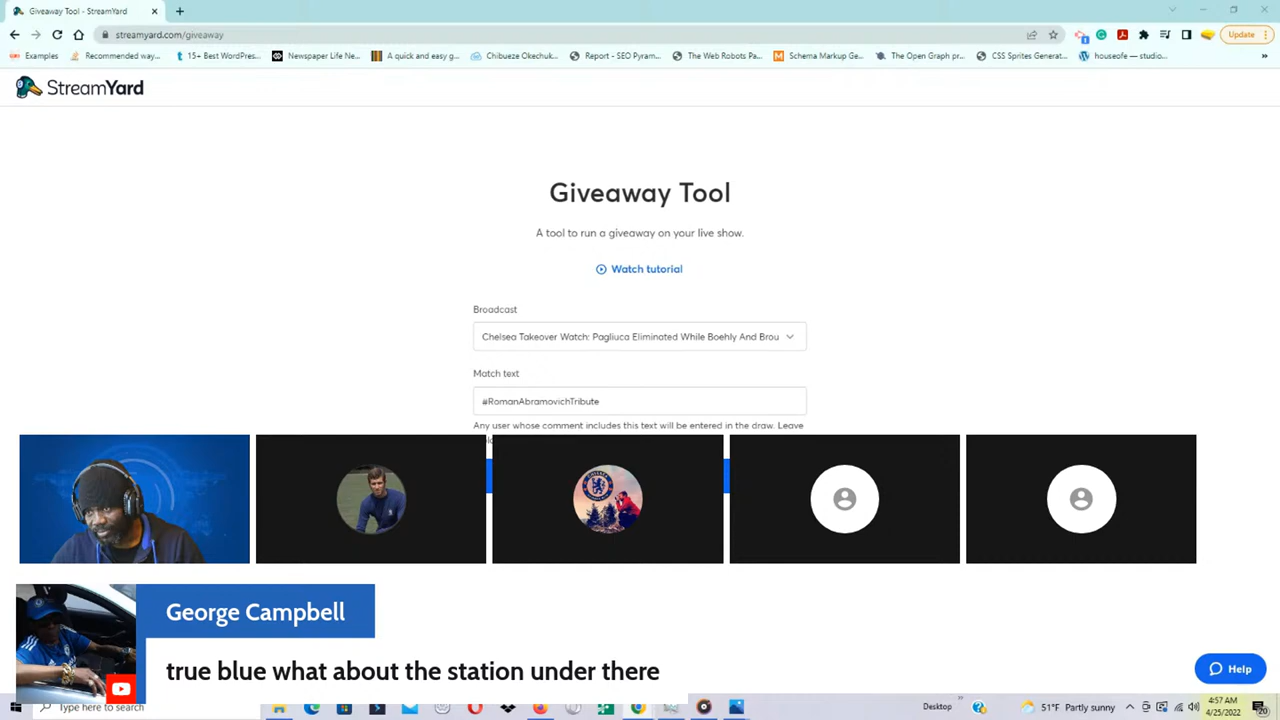 Giveaway Tool - StreamYard
streamyard.com/giveaway
Update
Examples
Recommended way...
15+ Best WordPress...
Newspaper Life Ne...
A quick and easy g...
Chibueze Okechuk...
Report - SEO Pyram...
The Web Robots Pa...
Schema Markup Ge...
The Open Graph pr...
CSS Sprites Generat...
houseofe — studio...
StreamYard
Giveaway Tool
A tool to run a giveaway on your live show.
Watch tutorial
Broadcast
Chelsea Takeover Watch: Pagliuca Eliminated While Boehly And Brou
Match text
#RomanAbramovichTribute
Any user whose comment includes this text will be entered in the draw. Leave
George Campbell
true blue what about the station under there
Help
Type here to search
Desktop
51°F Partly sunny
4:57 AM
4/25/2022
20